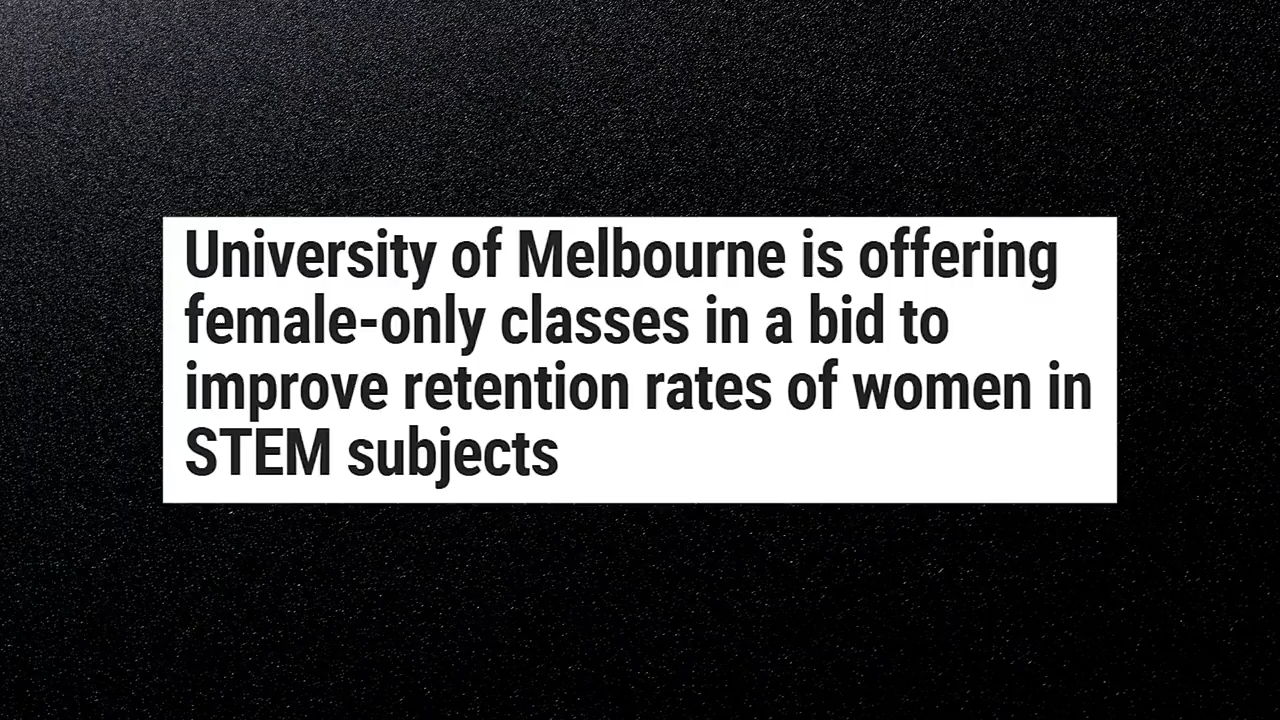 University of Melbourne is offering
female-only classes in a bid to
improve retention rates of women in
STEM subjects